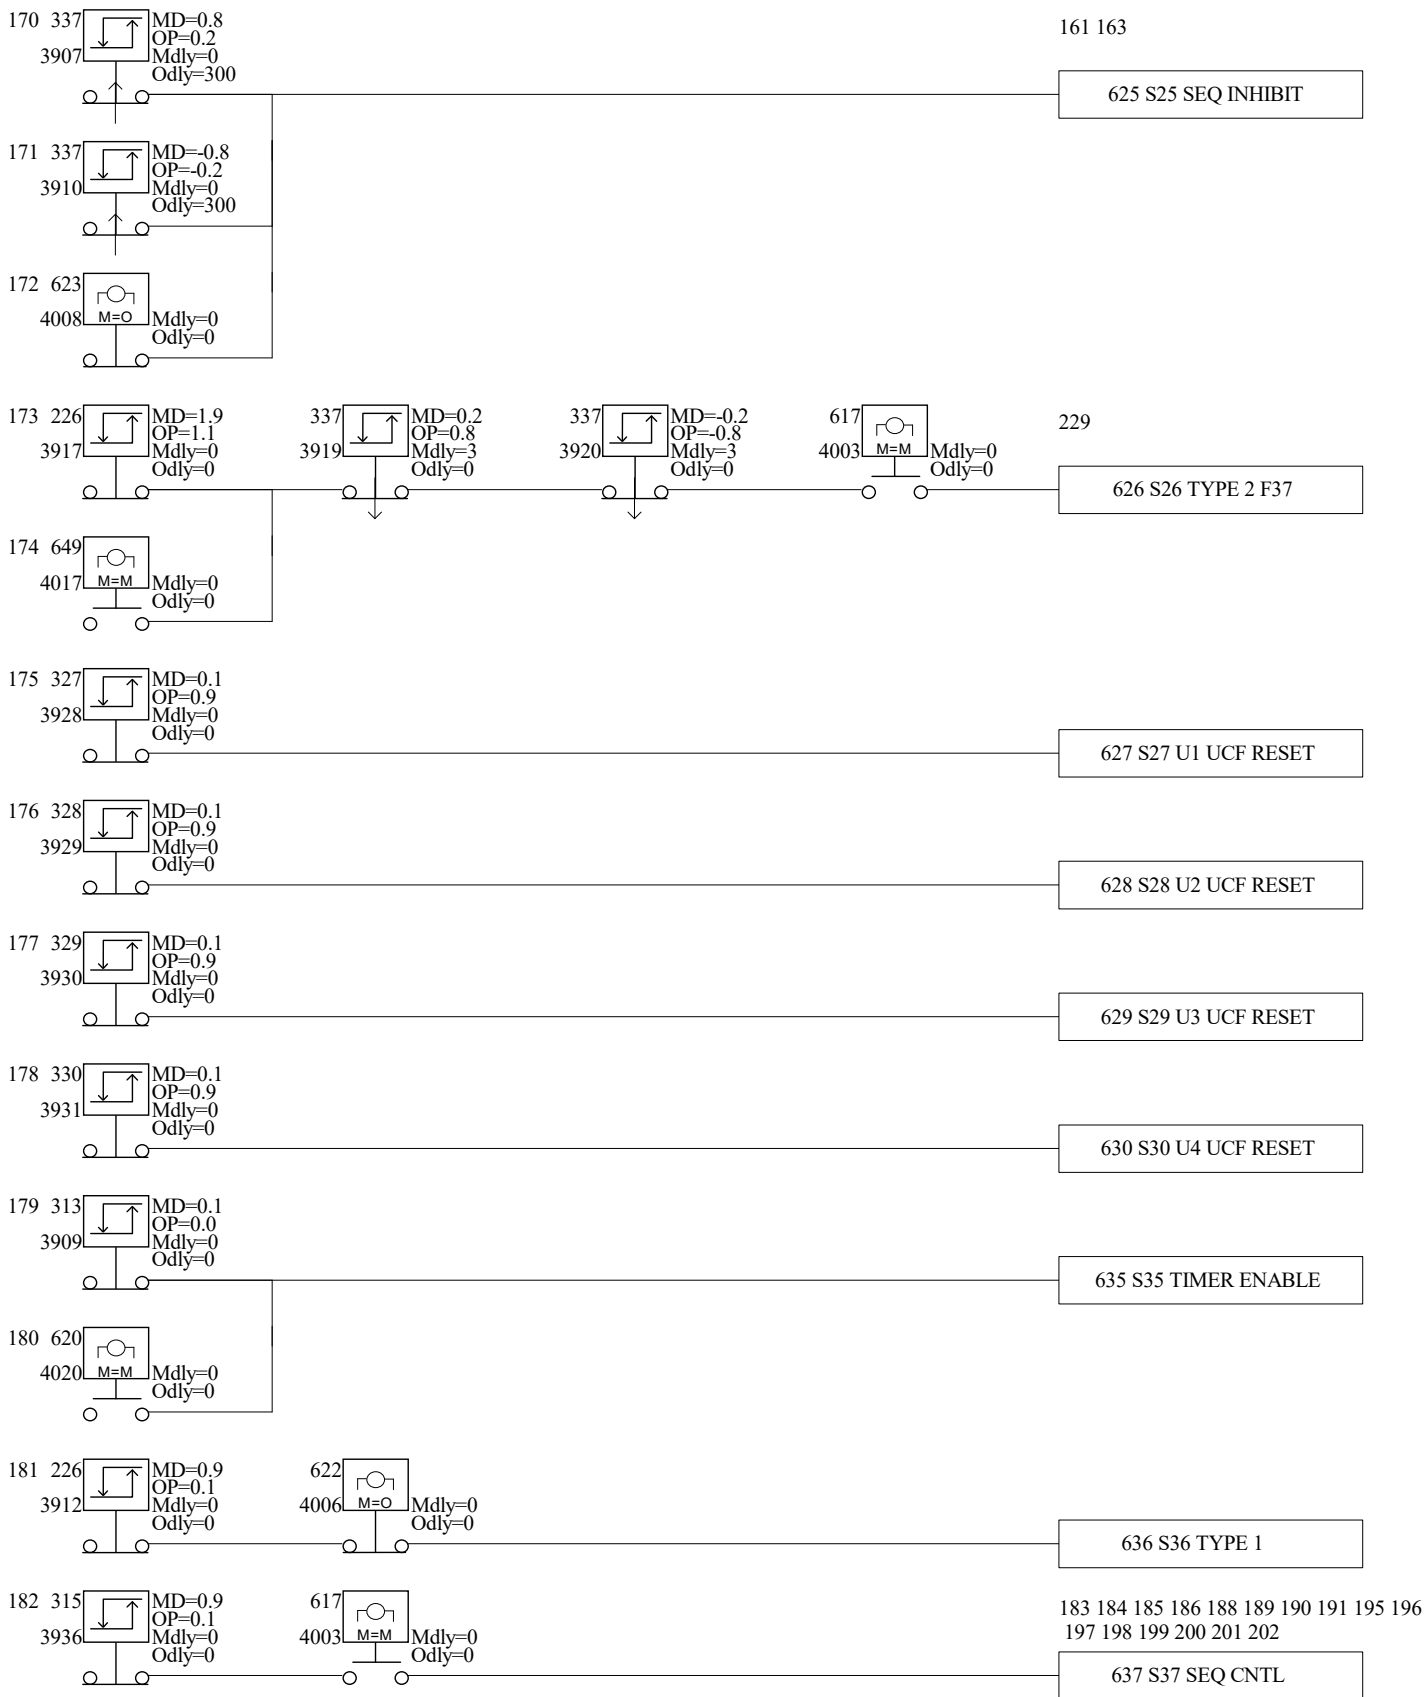 170 337 MD=0.8
OP=0.2
3907 Mdly=0
Odly=300
161 163
625 S25 SEQ INHIBIT
171 337 MD=-0.8
OP=-0.2
3910 Mdly=0
Odly=300
172 623
4008 M=O Mdly=0
Odly=0
173 226 MD=1.9 337 MD=0.2 337 MD=-0.2 617
OP=1.1 OP=0.8 OP=-0.8
3917 Mdly=0 3919 Mdly=3 3920 Mdly=3 4003 M=M Mdly=0
Odly=0 Odly=0 Odly=0 Odly=0
229
626 S26 TYPE 2 F37
174 649
4017 M=M Mdly=0
Odly=0
175 327 MD=0.1
OP=0.9
3928 Mdly=0
Odly=0
627 S27 U1 UCF RESET
176 328 MD=0.1
OP=0.9
3929 Mdly=0
Odly=0
628 S28 U2 UCF RESET
177 329 MD=0.1
OP=0.9
3930 Mdly=0
Odly=0
629 S29 U3 UCF RESET
178 330 MD=0.1
OP=0.9
3931 Mdly=0
Odly=0
630 S30 U4 UCF RESET
179 313 MD=0.1
OP=0.0
3909 Mdly=0
Odly=0
635 S35 TIMER ENABLE
180 620
4020 M=M Mdly=0
Odly=0
181 226 MD=0.9 622
OP=0.1
3912 Mdly=0 4006 M=O Mdly=0
Odly=0 Odly=0
636 S36 TYPE 1
182 315 MD=0.9 617
OP=0.1
3936 Mdly=0 4003 M=M Mdly=0
Odly=0 Odly=0
183 184 185 186 188 189 190 191 195 196
197 198 199 200 201 202
637 S37 SEQ CNTL